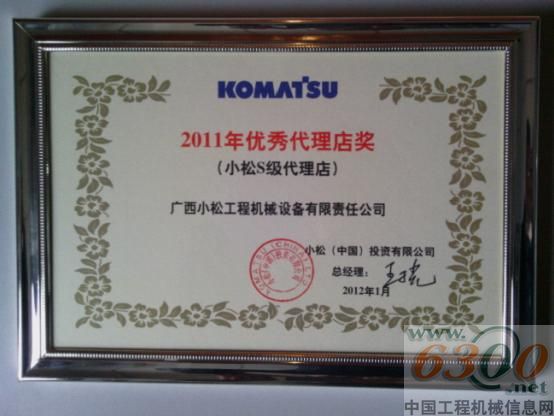 KOMATSU
2011年优秀代理店奖
（小松S级代理店）
广西小松工程机械设备有限责任公司
小松（中国）投资有限公司
总经理：
2012年1月
www.
6300
.net
中国工程机械信息网